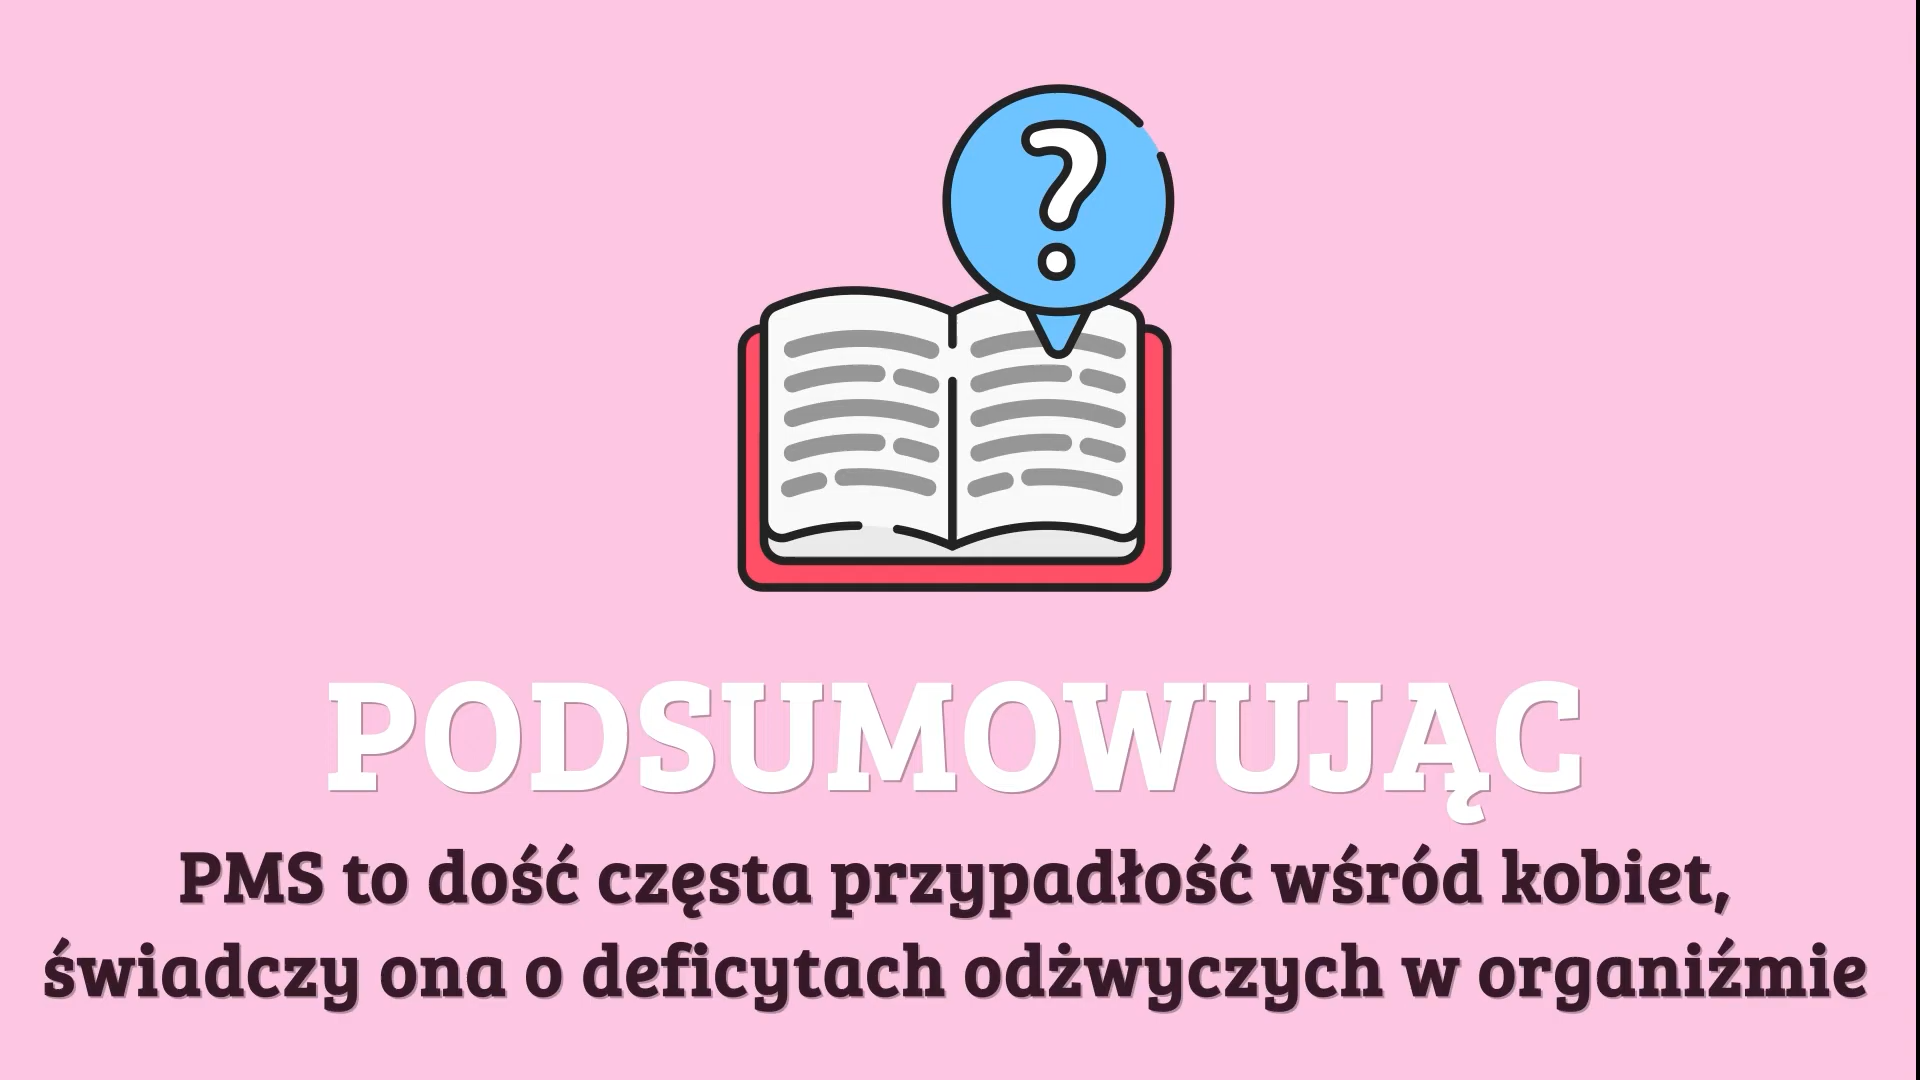 ?
PODSUMOWUJĄC
PMS to dość częsta przypadłość wśród kobiet,
świadczy ona o deficytach odżwyczych w organiźmie